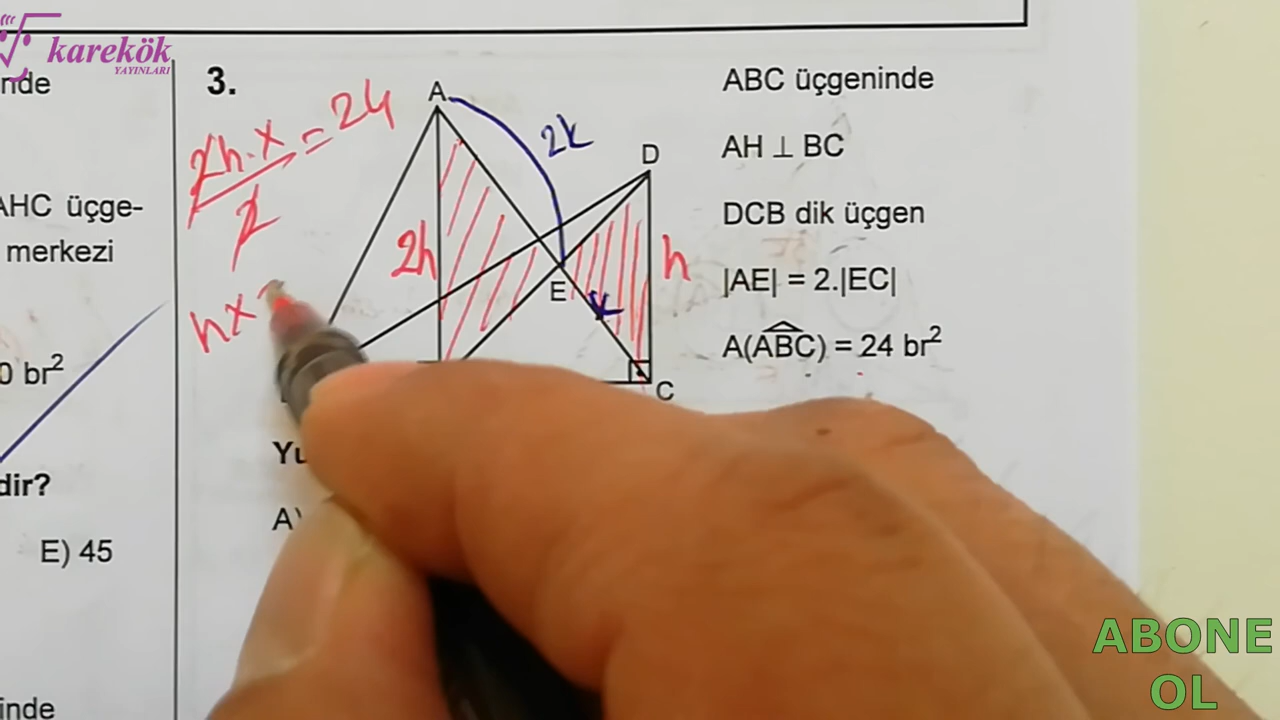 karekök
YAYINLARI
nde
AHC üçge-
merkezi
0 br²
dir?
E) 45
inde
3.
2h·x/2 = 24
hx
A
2k
D
2h
h
E
k
C
ABC üçgeninde
AH ⊥ BC
DCB dik üçgen
|AE| = 2.|EC|
A(ABC) = 24 br²
ABONE
OL